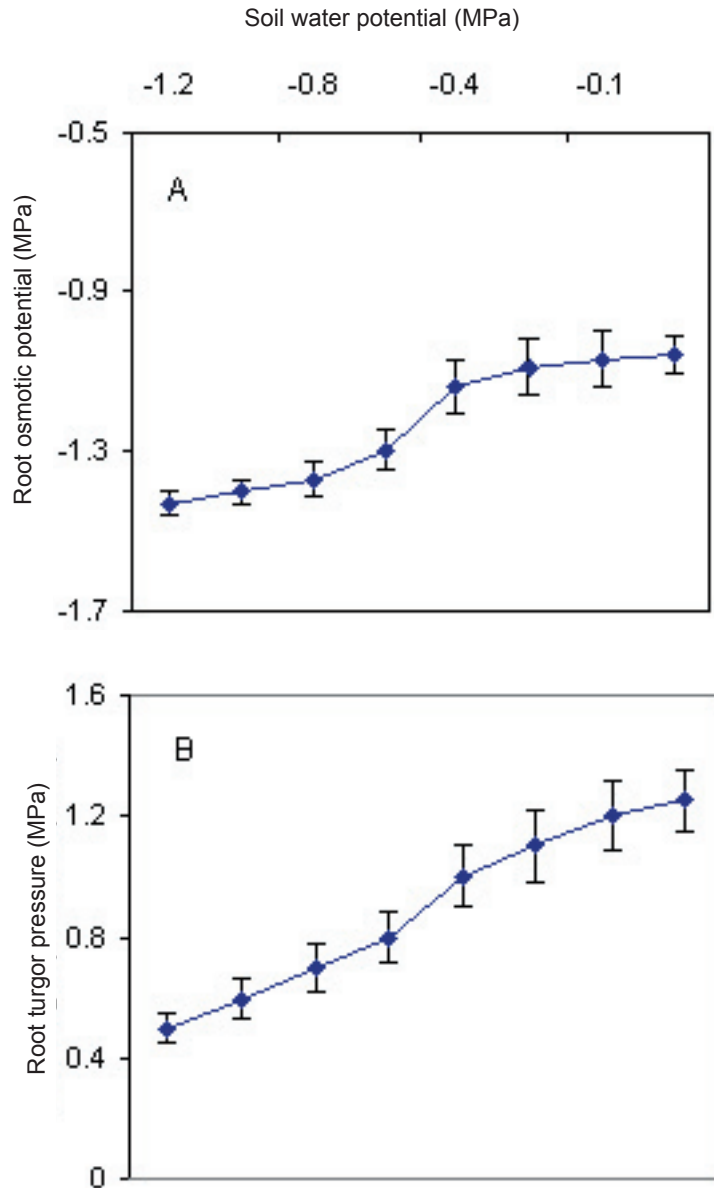 Soil water potential (MPa)
-1.2 -0.8 -0.4 -0.1
-0.5
-0.9
-1.3
-1.7
Root osmotic potential (MPa)
A
1.6
1.2
0.8
0.4
0
Root turgor pressure (MPa)
B